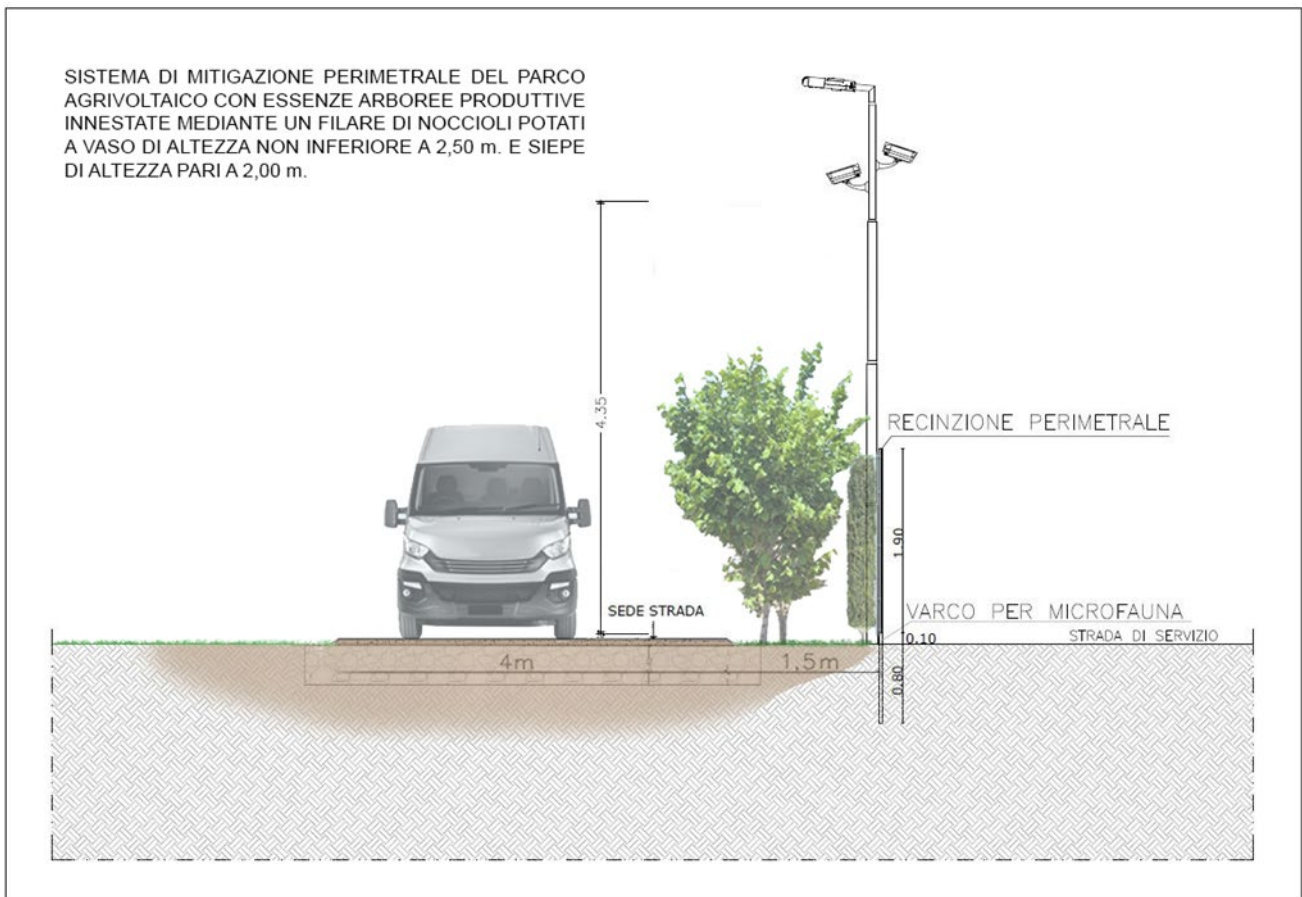 SISTEMA DI MITIGAZIONE PERIMETRALE DEL PARCO
AGRIVOLTAICO CON ESSENZE ARBOREE PRODUTTIVE
INNESTATE MEDIANTE UN FILARE DI NOCCIOLI POTATI
A VASO DI ALTEZZA NON INFERIORE A 2,50 m. E SIEPE
DI ALTEZZA PARI A 2,00 m.
4.35
RECINZIONE PERIMETRALE
1.90
SEDE STRADA
VARCO PER MICROFAUNA
0.10
STRADA DI SERVIZIO
4m
1,5m
0.80